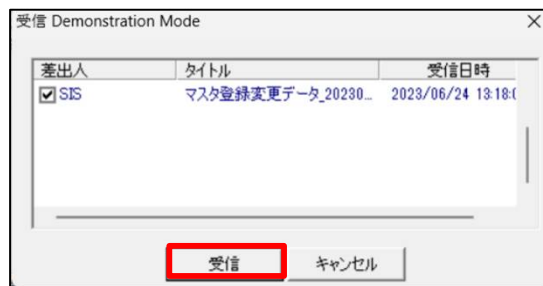 受信 Demonstration Mode
差出人 タイトル 受信日時
SIS マスタ登録変更データ_20230... 2023/06/24 13:18:(
受信 キャンセル